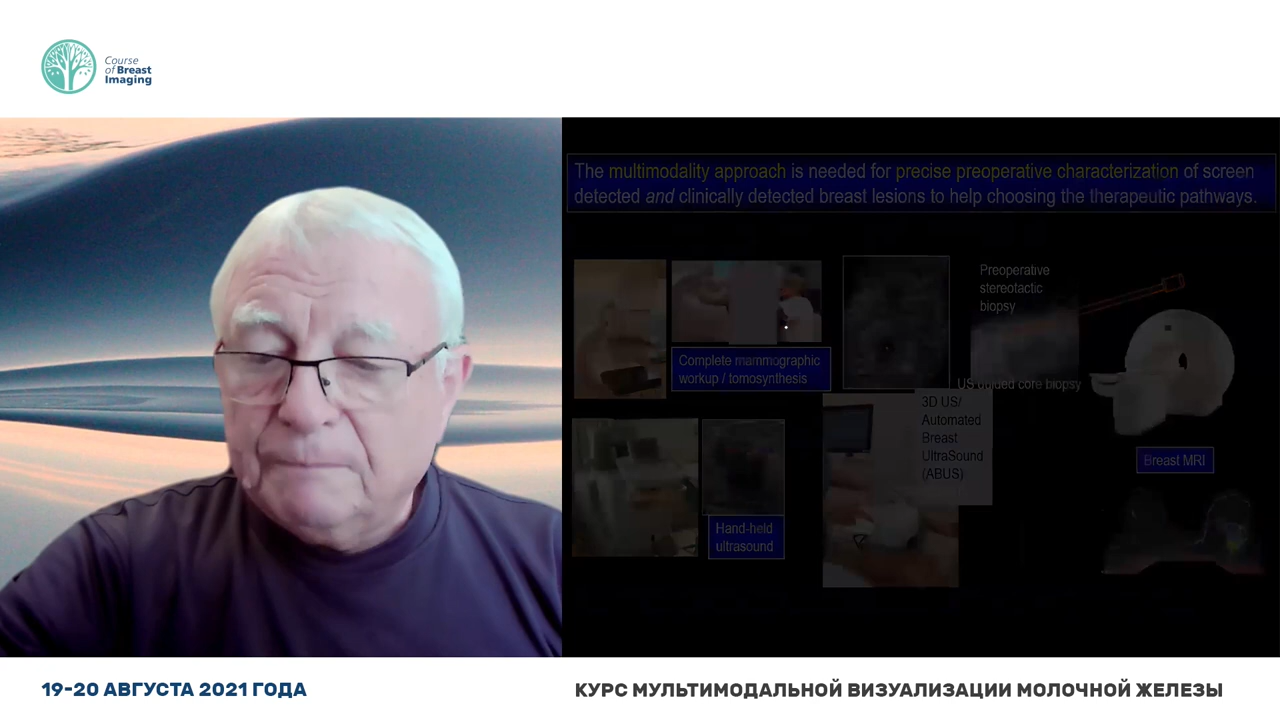 Course
of Breast
Imaging
The multimodality approach is needed for precise preoperative characterization of screen
detected and clinically detected breast lesions to help choosing the therapeutic pathways.
Preoperative
stereotactic
biopsy
Complete mammographic
workup / tomosynthesis
US guided core biopsy
3D US/
Automated
Breast
UltraSound
(ABUS)
Breast MRI
Hand-held
ultrasound
19-20 АВГУСТА 2021 ГОДА
КУРС МУЛЬТИМОДАЛЬНОЙ ВИЗУАЛИЗАЦИИ МОЛОЧНОЙ ЖЕЛЕЗЫ